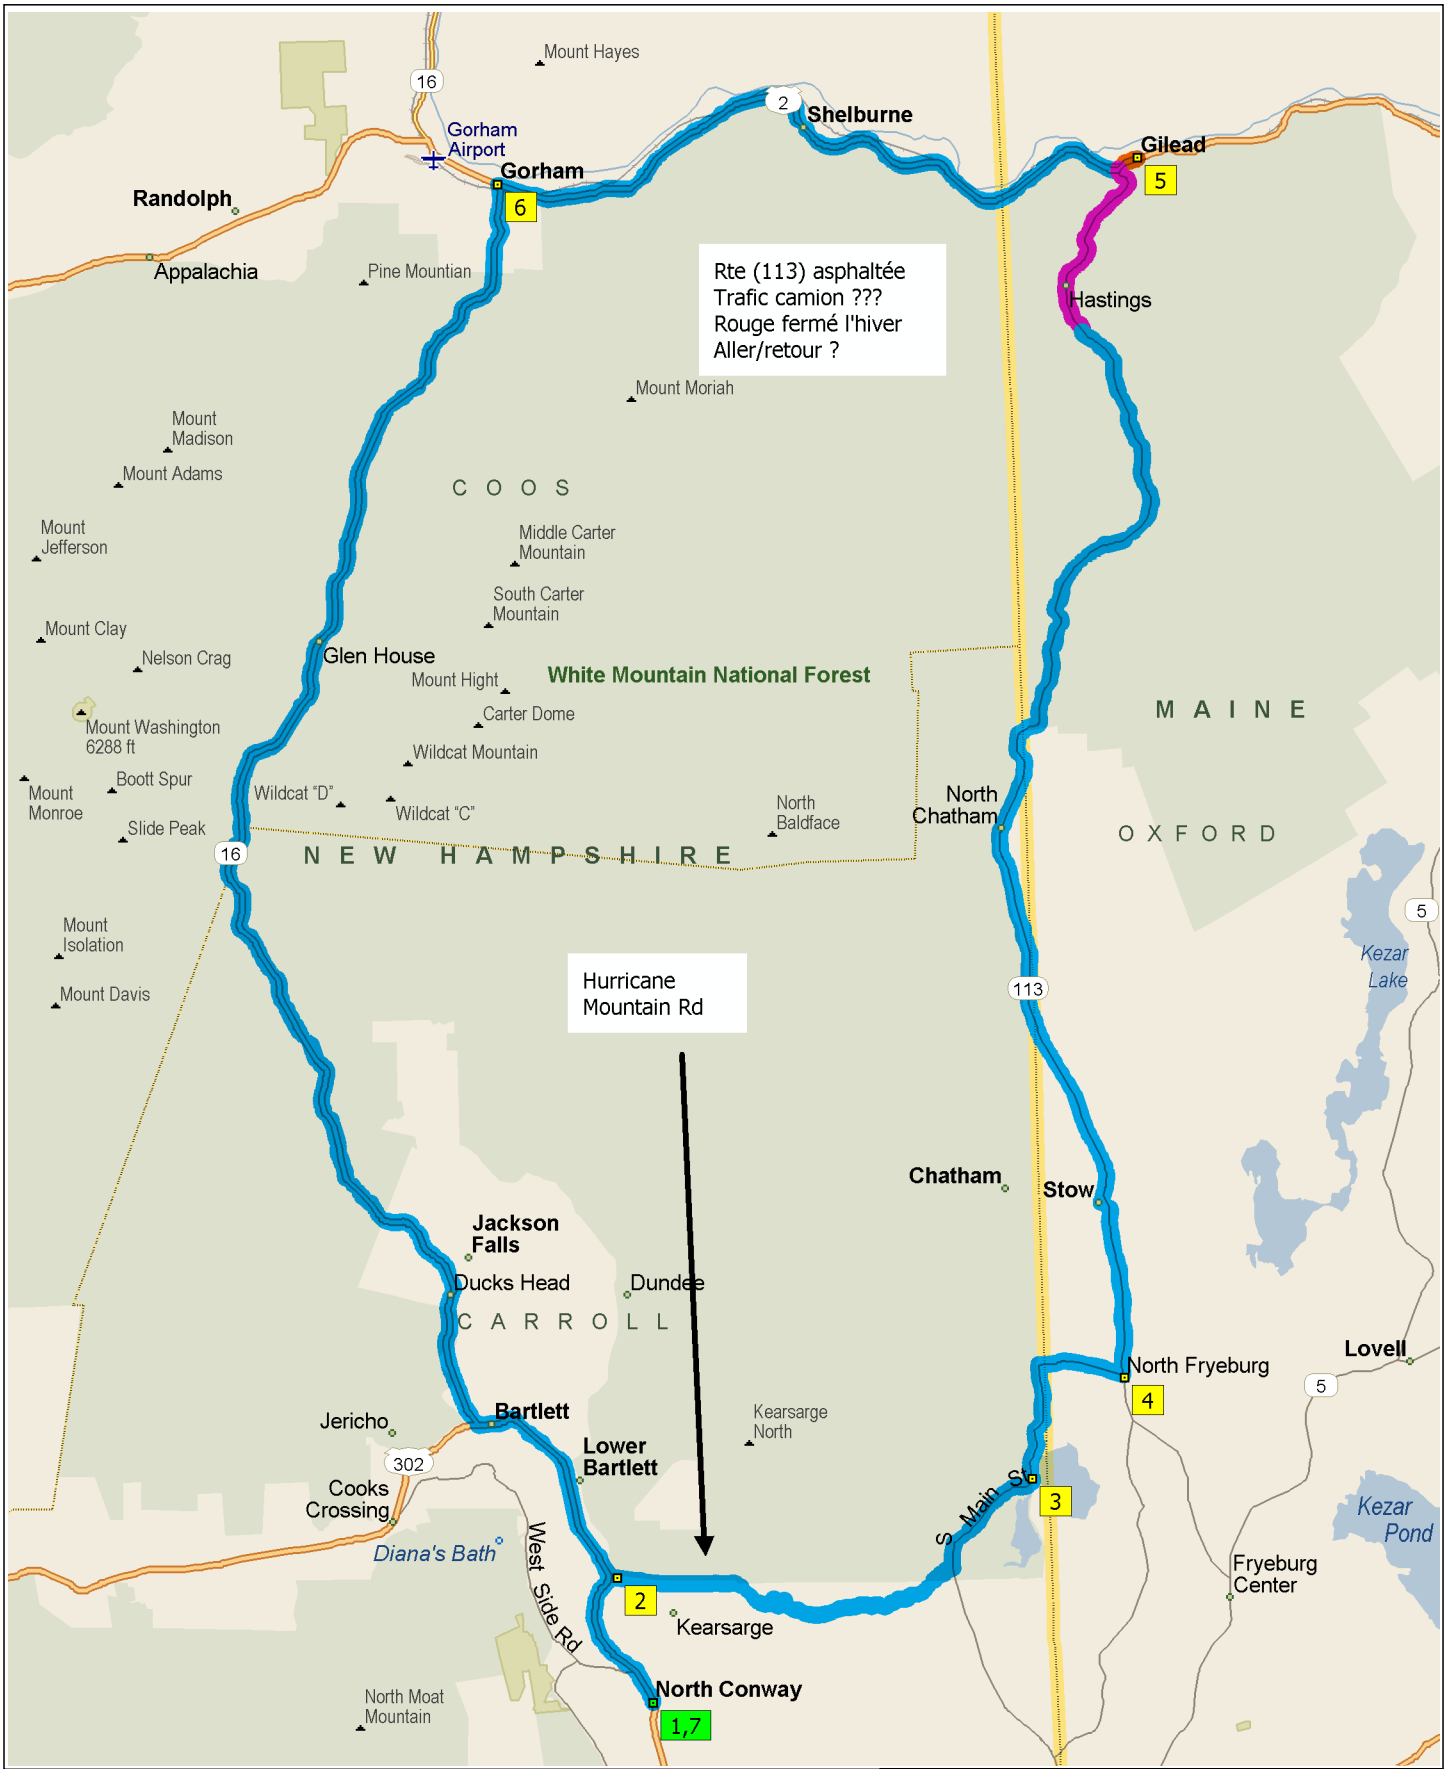 Mount Hayes
16
2
Shelburne
Gorham
Airport
Gilead
5
Gorham
6
Randolph
Appalachia
Pine Mountian
Rte (113) asphaltée
Trafic camion ???
Rouge fermé l'hiver
Aller/retour ?
Hastings
Mount Moriah
Mount
Madison
Mount Adams
COOS
Mount
Jefferson
Middle Carter
Mountain
South Carter
Mountain
Mount Clay
Nelson Crag
Glen House
Mount Hight
White Mountain National Forest
Carter Dome
MAINE
Mount Washington
6288 ft
Wildcat Mountain
Boott Spur
Mount
Monroe
Wildcat "D"
Wildcat "C"
North
Baldface
North
Chatham
OXFORD
Slide Peak
16
NEW HAMPSHIRE
5
Mount
Isolation
Kezar
Lake
Mount Davis
Hurricane
Mountain Rd
113
Chatham
Stow
Jackson
Falls
Ducks Head
Dundee
CARROLL
Lovell
North Fryeburg
4
5
Bartlett
Jericho
Kearsarge
North
302
Lower
Bartlett
Cooks
Crossing
S Main St
3
Kezar
Pond
Diana's Bath
West Side Rd
2
Kearsarge
Fryeburg
Center
North Conway
1,7
North Moat
Mountain